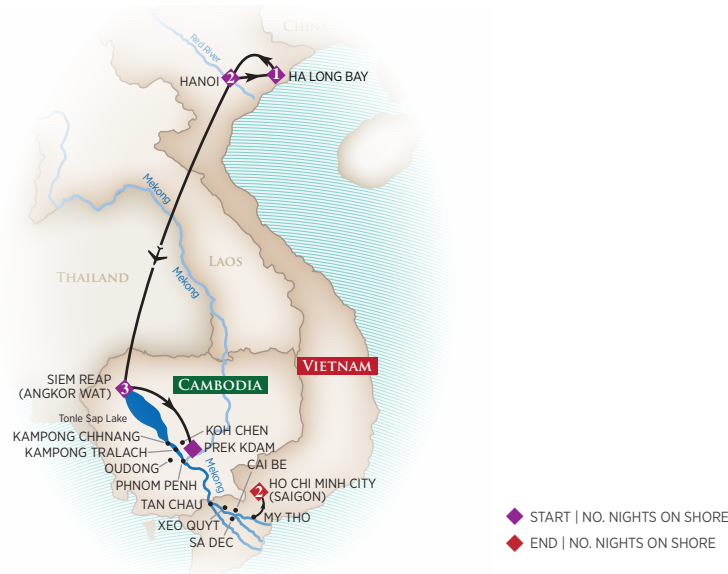 CHINA
Red River
HANOI
2
1
HA LONG BAY
Mekong
Mekong
LAOS
THAILAND
VIETNAM
SIEM REAP
(ANGKOR WAT)
3
CAMBODIA
Tonle Sap Lake
KOH CHEN
KAMPONG CHHNANG
PREK KDAM
KAMPONG TRALACH
OUDONG
Mekong
CAI BE
PHNOM PENH
2
HO CHI MINH CITY
(SAIGON)
TAN CHAU
MY THO
XEO QUYT
SA DEC
START | NO. NIGHTS ON SHORE
END | NO. NIGHTS ON SHORE